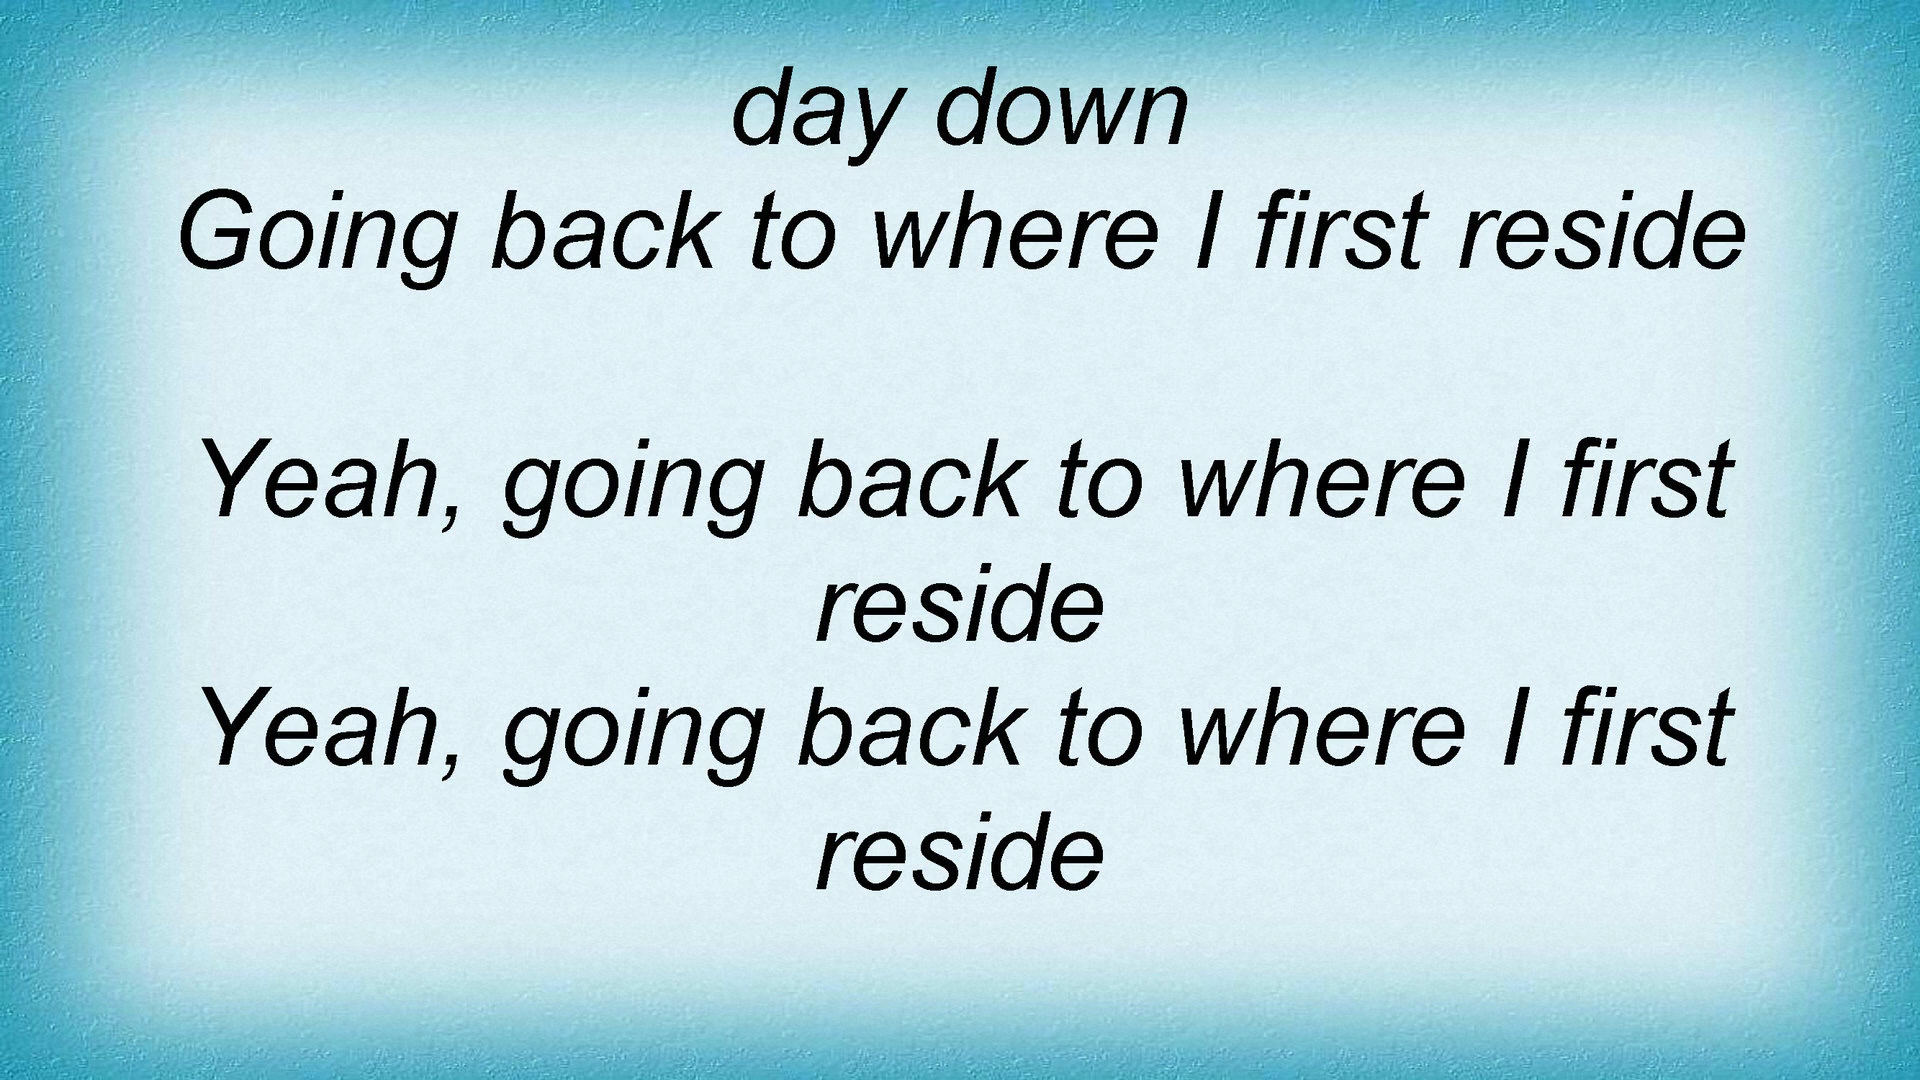 day down
Going back to where I first reside
Yeah, going back to where I first
reside
Yeah, going back to where I first
reside